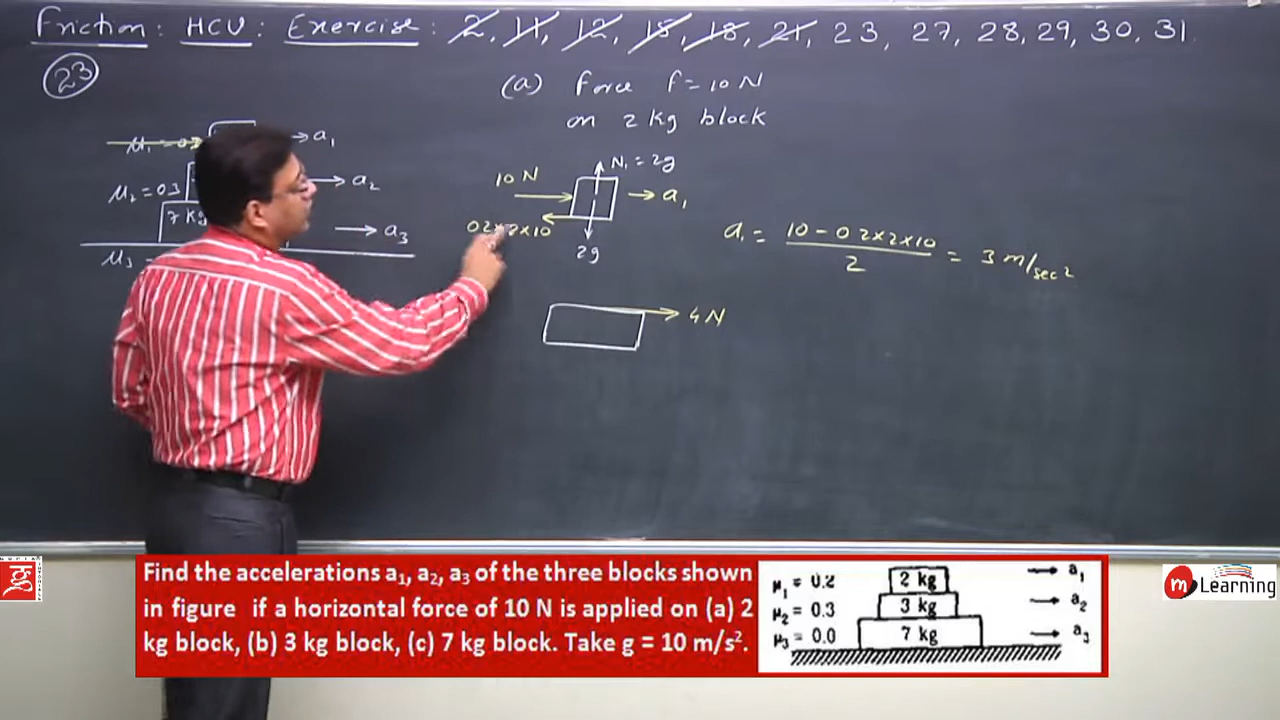 Friction: HCV: Exercise: 2, 11, 12, 15, 18, 21, 23, 27, 28, 29, 30, 31
23
(a) Force f = 10 N
on 2 kg block
a1
μ2 = 03
a2
7 kg
a3
μ3 =
10 N
N1 = 2g
a1
02×2×10
2g
a1 = 10 - 02×2×10 / 2 = 3 m/sec2
4 N
Find the accelerations a1, a2, a3 of the three blocks shown
in figure if a horizontal force of 10 N is applied on (a) 2
kg block, (b) 3 kg block, (c) 7 kg block. Take g = 10 m/s2.
μ1 = 0.2 2 kg a1
μ2 = 0.3 3 kg a2
μ3 = 0.0 7 kg a3
m Learning